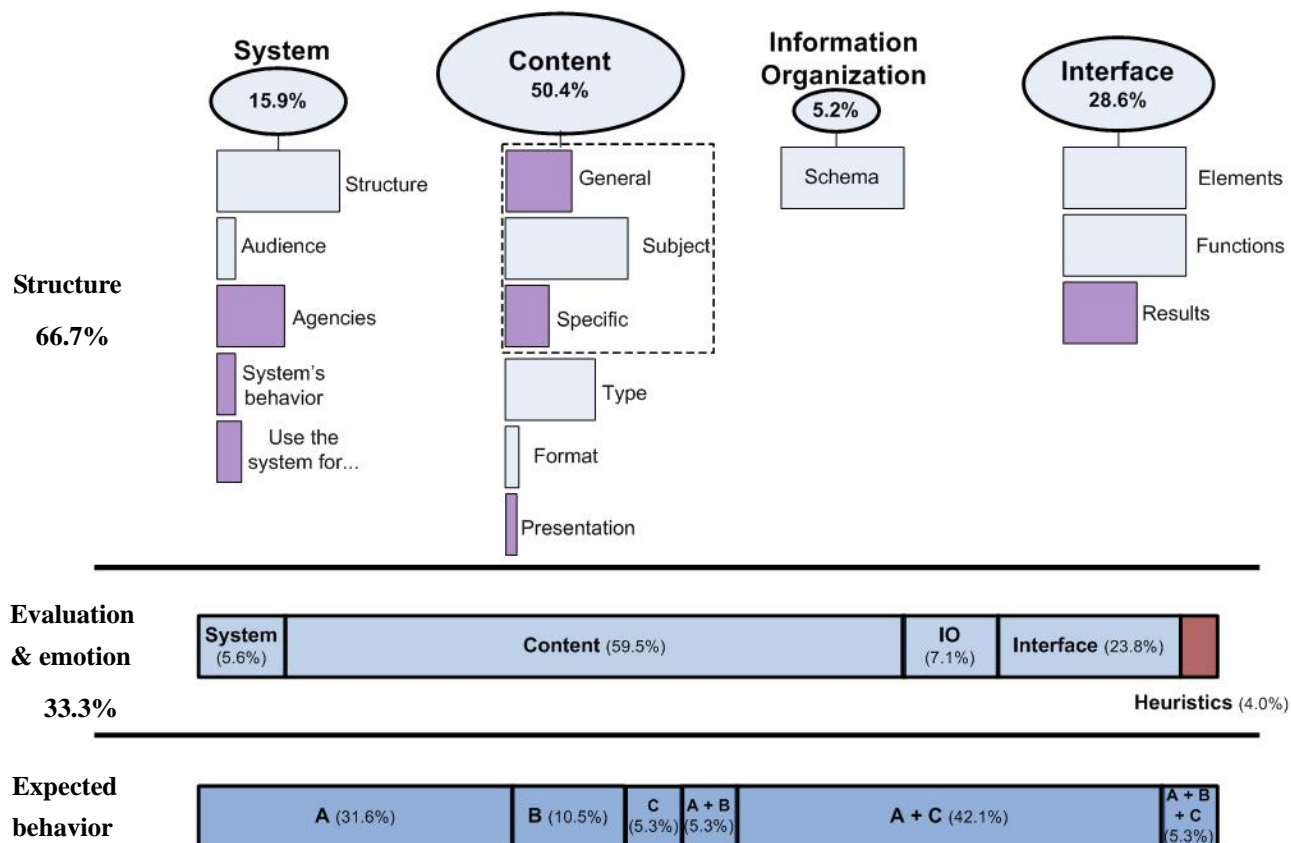 System
15.9%
Content
50.4%
Information
Organization
5.2%
Interface
28.6%
Structure
66.7%
Structure
Audience
Agencies
System's
behavior
Use the
system for...
General
Subject
Specific
Type
Format
Presentation
Schema
Elements
Functions
Results
Evaluation
& emotion
33.3%
System
(5.6%)
Content (59.5%)
IO
(7.1%)
Interface (23.8%)
Heuristics (4.0%)
Expected
behavior
A (31.6%)
B (10.5%)
C
(5.3%)
A + B
(5.3%)
A + C (42.1%)
A + B
+ C
(5.3%)